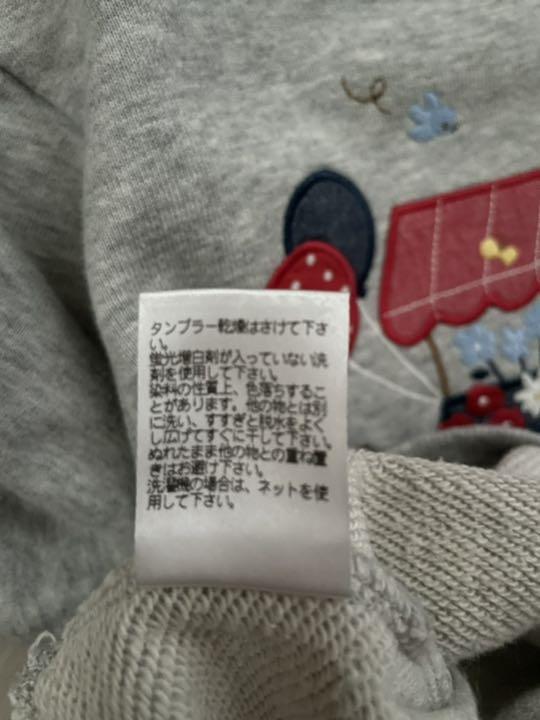 タンブラー乾燥はさけて下さ
い。
蛍光増白剤が入っていない洗
剤を使用して下さい。
染料の性質上、色落ちするこ
とがあります。他の物とは別
に洗い、すすぎと脱水をよく
し広げてすぐに干して下さい。
ぬれたまま他の物との重ね置
きはお避け下さい。
洗濯機の場合は、ネットを使
用して下さい。